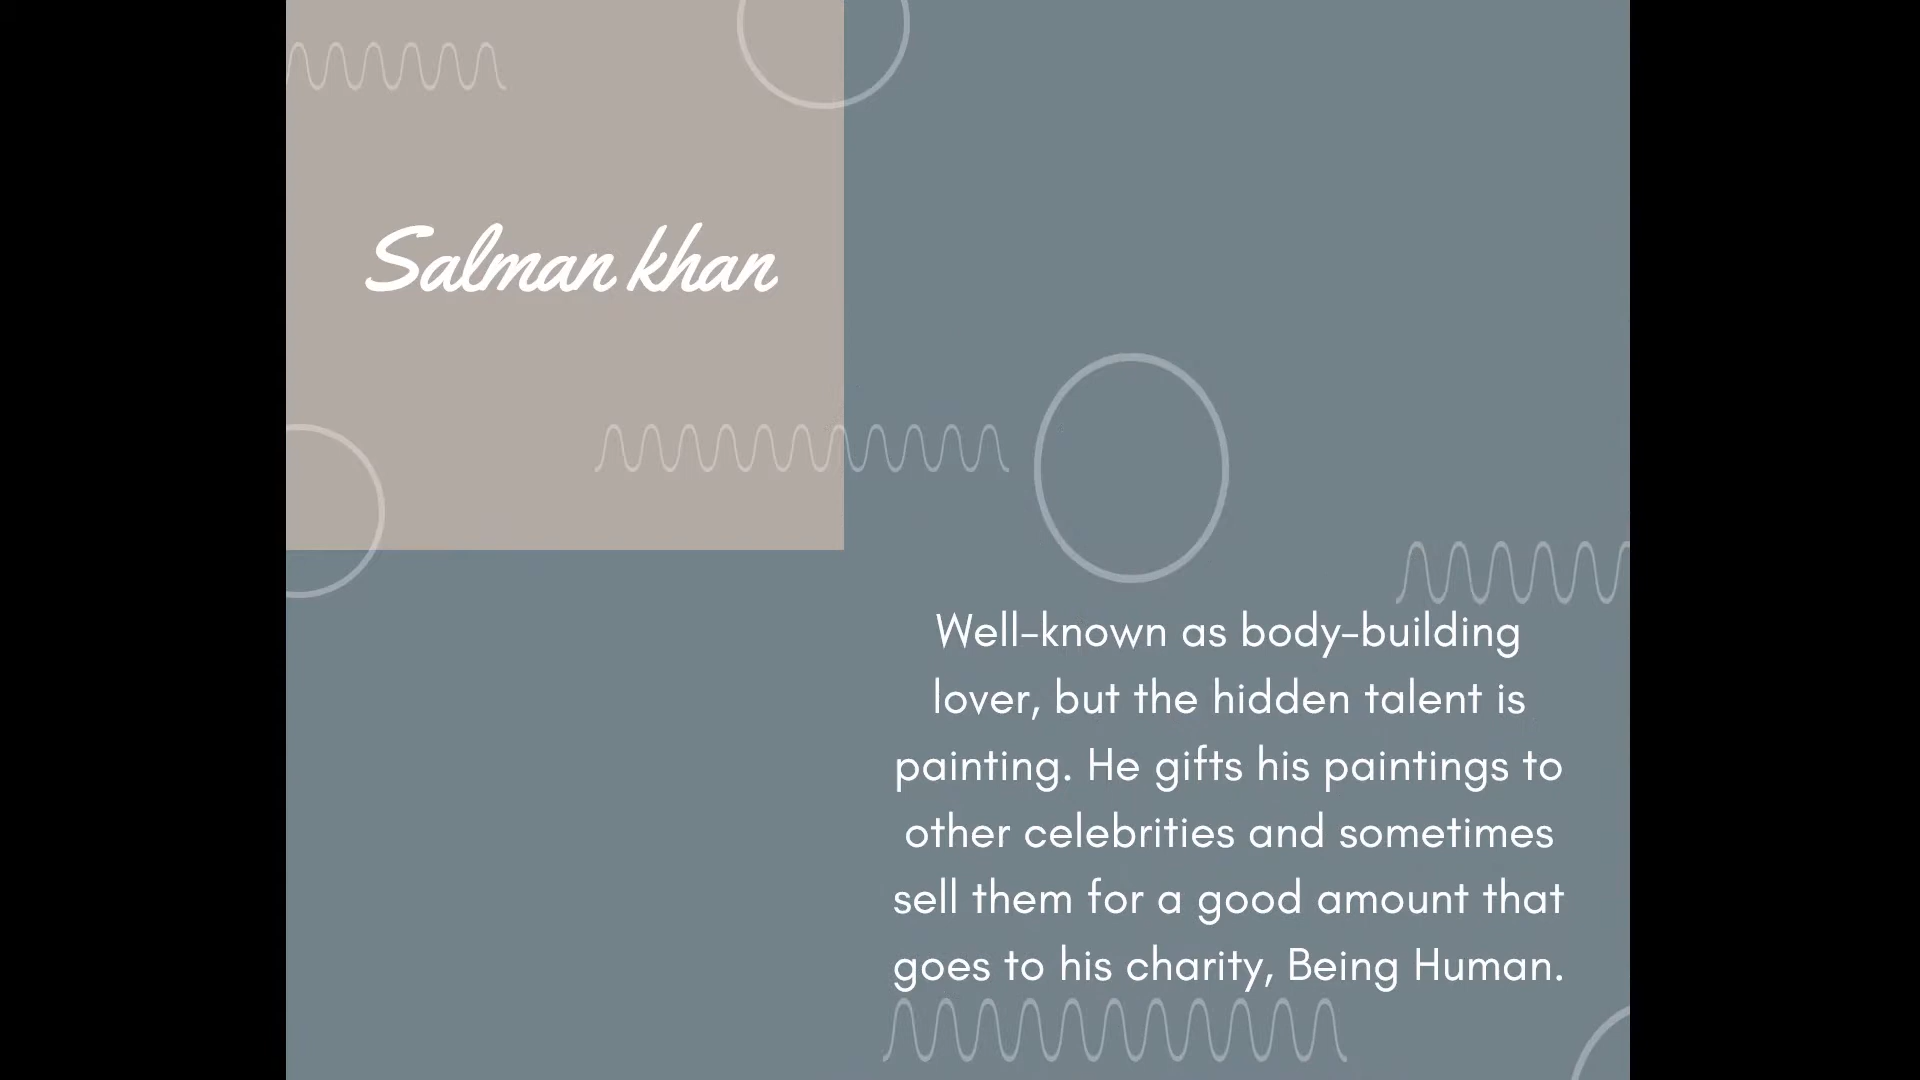 Salman khan
Well-known as body-building
lover, but the hidden talent is
painting. He gifts his paintings to
other celebrities and sometimes
sell them for a good amount that
goes to his charity, Being Human.